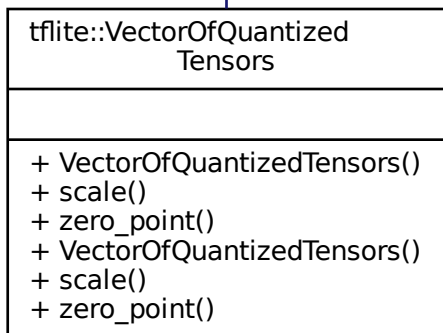 tflite::VectorOfQuantized
Tensors
+ VectorOfQuantizedTensors()
+ scale()
+ zero_point()
+ VectorOfQuantizedTensors()
+ scale()
+ zero_point()